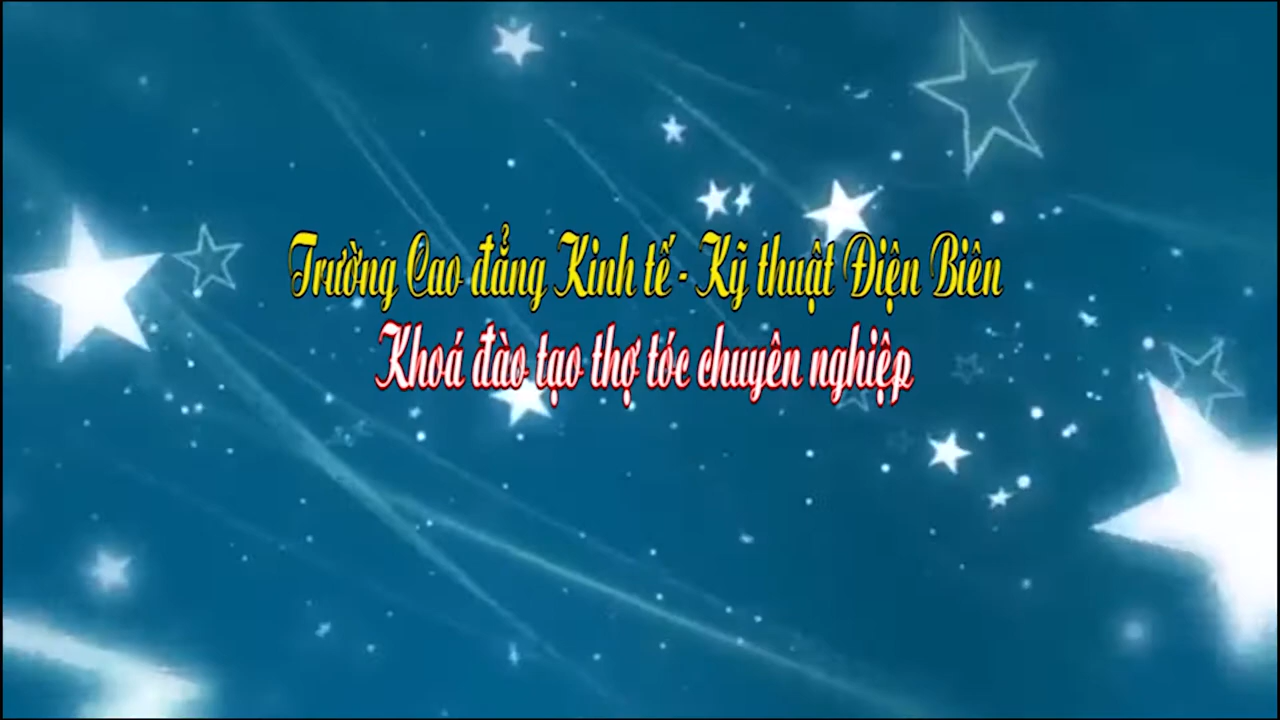 Trường Cao đẳng Kinh tế - Kỹ thuật Điện Biên
Khoá đào tạo thợ tóc chuyên nghiệp